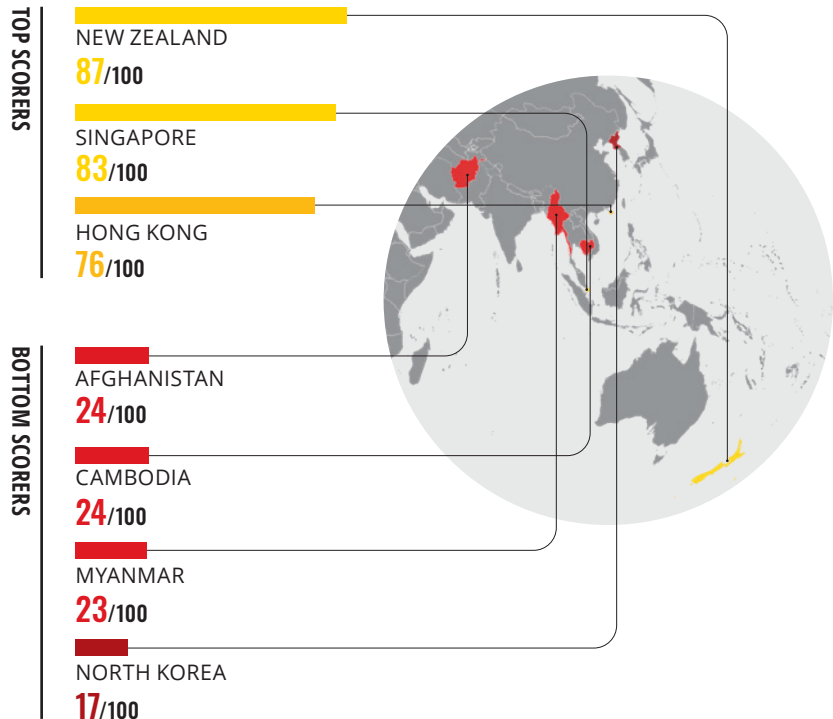 TOP SCORERS
NEW ZEALAND
87/100
SINGAPORE
83/100
HONG KONG
76/100
BOTTOM SCORERS
AFGHANISTAN
24/100
CAMBODIA
24/100
MYANMAR
23/100
NORTH KOREA
17/100